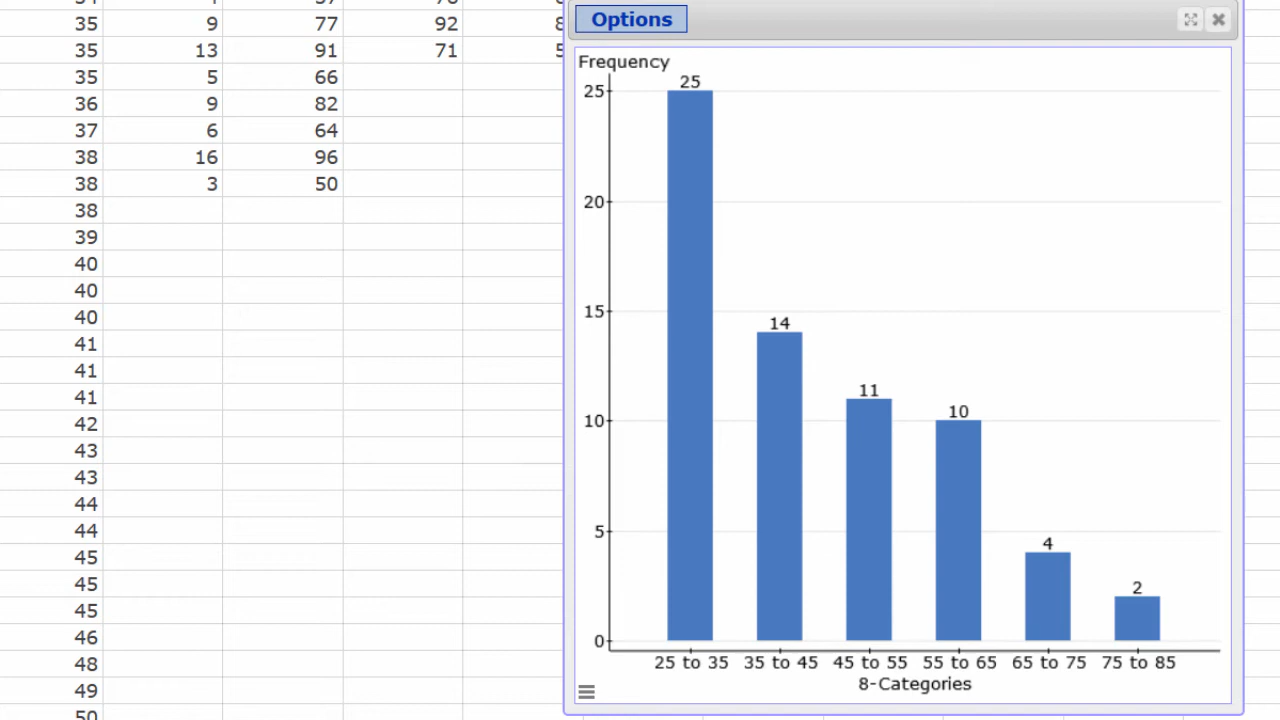 35 9 77 92
35 13 91 71
35 5 66
36 9 82
37 6 64
38 16 96
38 3 50
38
39
40
40
40
41
41
41
42
43
43
44
44
45
45
45
46
48
49
50
Options
Frequency
25
20
15
10
5
0
25
14
11
10
4
2
25 to 35 35 to 45 45 to 55 55 to 65 65 to 75 75 to 85
8-Categories